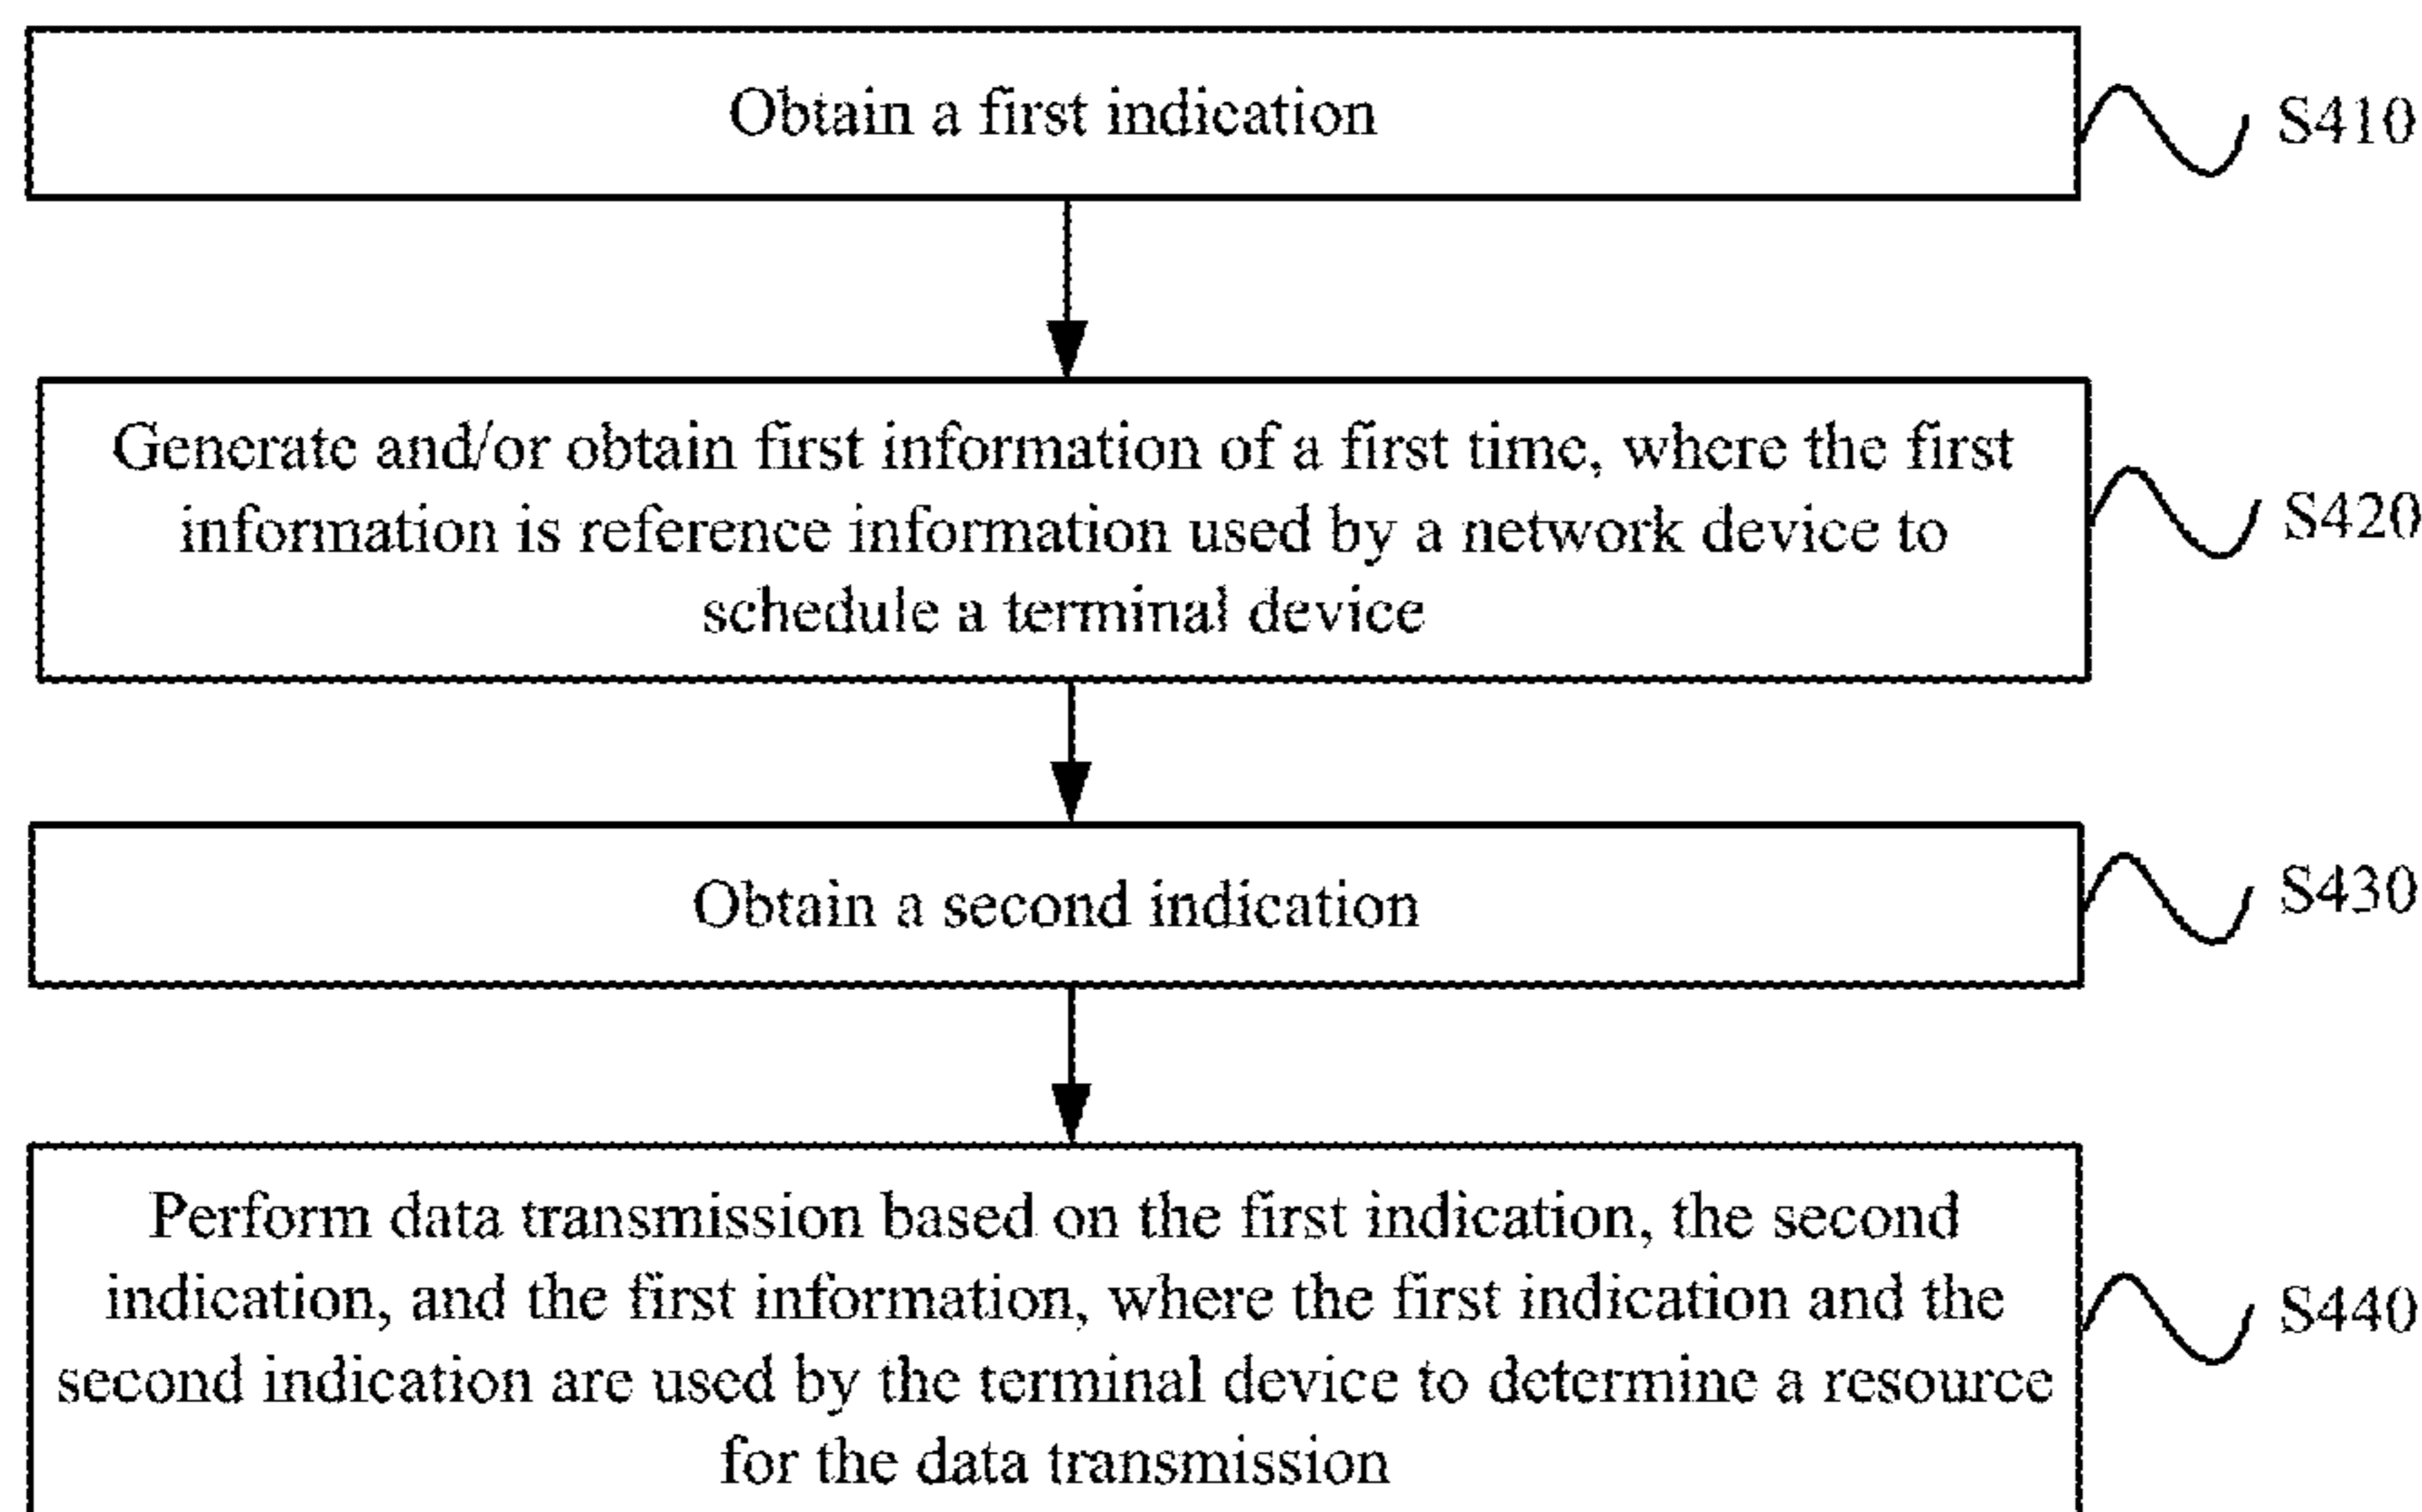 Obtain a first indication
S410
Generate and/or obtain first information of a first time, where the first
information is reference information used by a network device to
schedule a terminal device
S420
Obtain a second indication
S430
Perform data transmission based on the first indication, the second
indication, and the first information, where the first indication and the
second indication are used by the terminal device to determine a resource
for the data transmission
S440